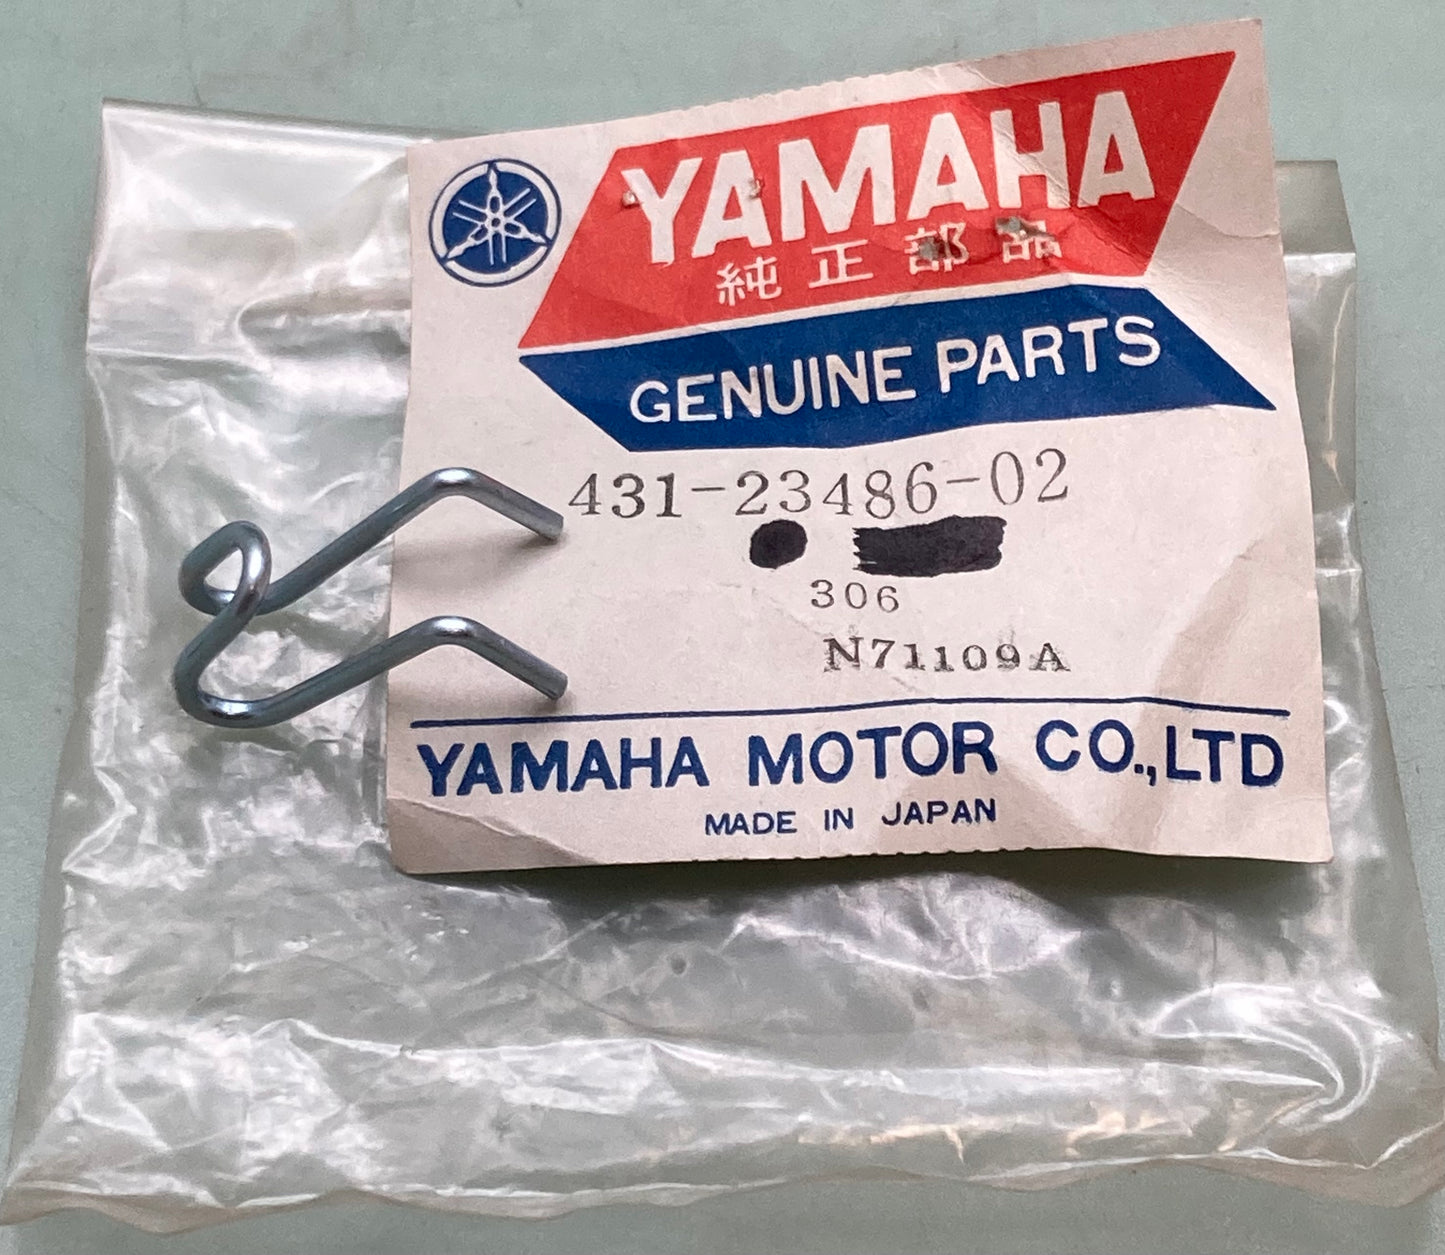 YAMAHA
純正部品
GENUINE PARTS
431-23486-02
306
N71109A
YAMAHA MOTOR CO.,LTD
MADE IN JAPAN